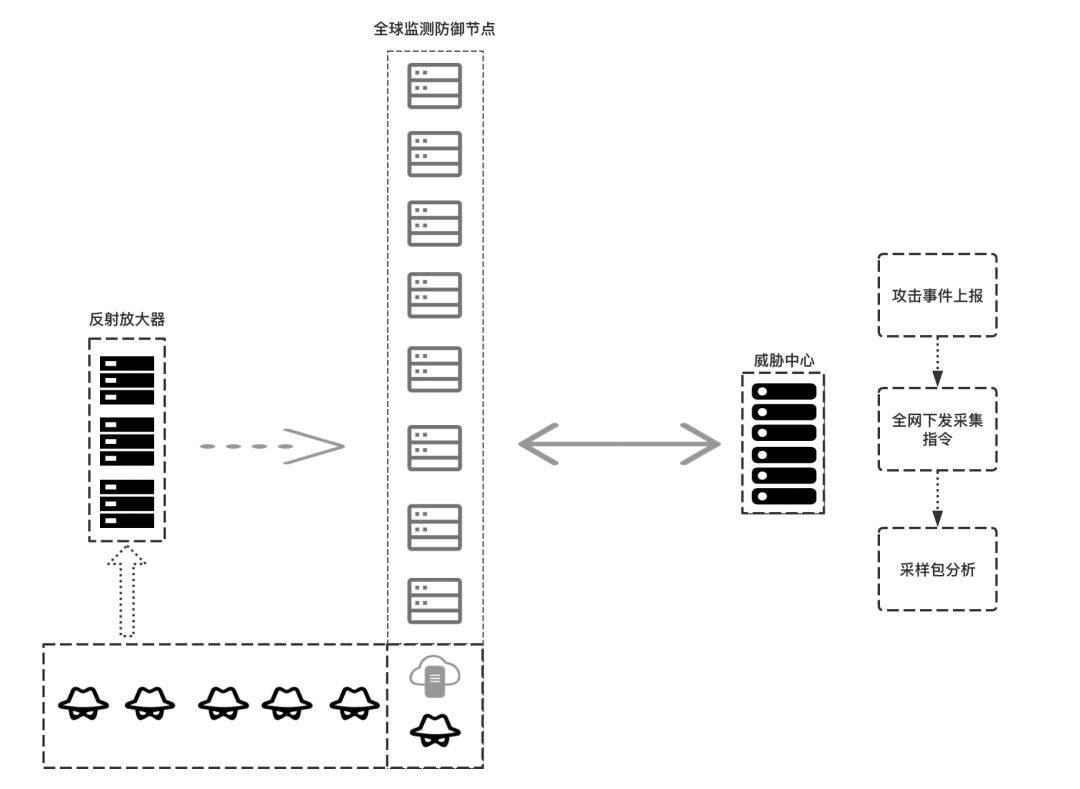 全球监测防御节点
反射放大器
威胁中心
攻击事件上报
全网下发采集
指令
采样包分析